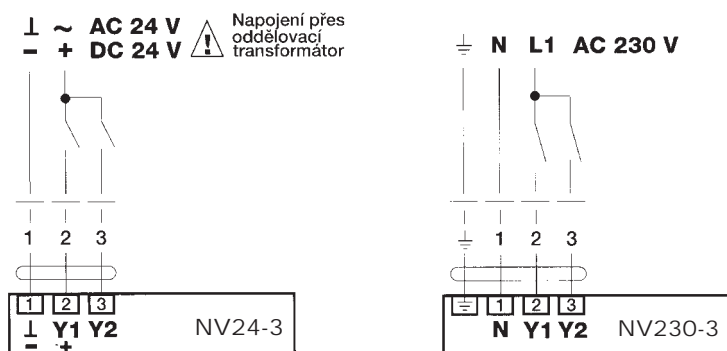 ⊥ ~ AC 24 V
− + DC 24 V
Napojení přes
oddělovací
transformátor
1 2 3
1 2 3
⊥ Y1 Y2
− +
NV24-3
⏚ N L1 AC 230 V
⏚ 1 2 3
⏚ 1 2 3
N Y1 Y2
NV230-3